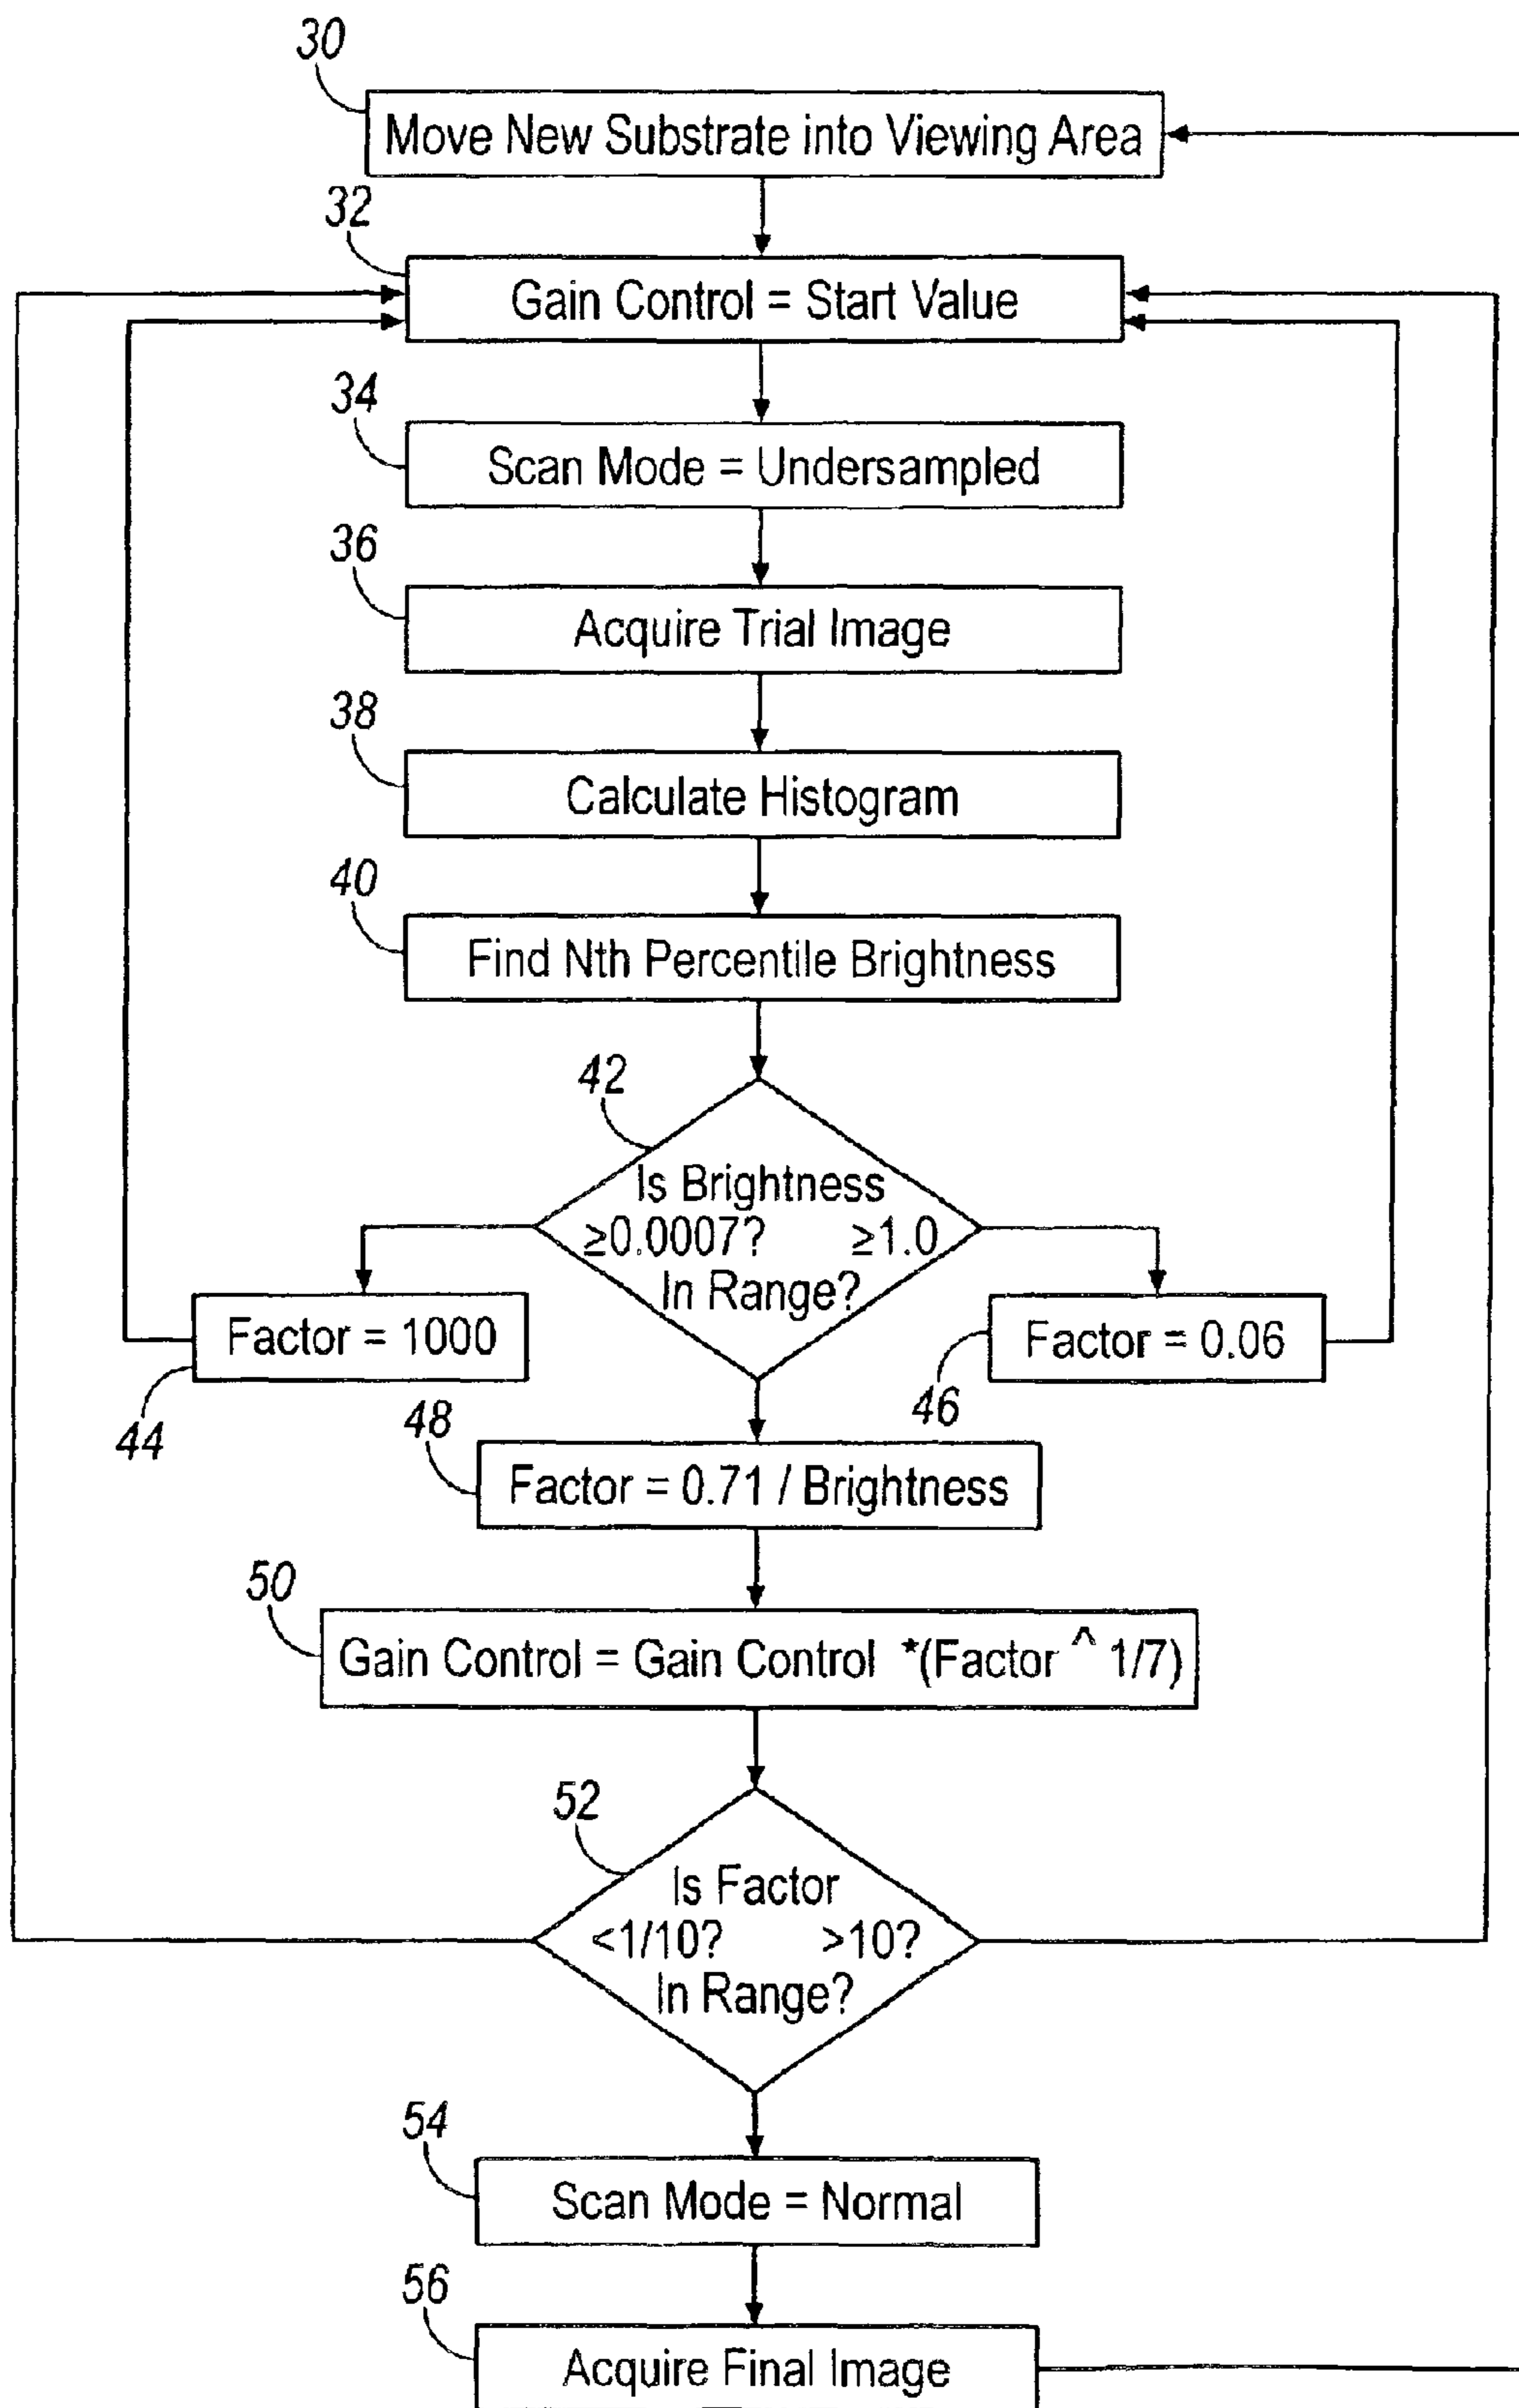 30
Move New Substrate into Viewing Area
32
Gain Control = Start Value
34
Scan Mode = Undersampled
36
Acquire Trial Image
38
Calculate Histogram
40
Find Nth Percentile Brightness
42
Is Brightness
≥0.0007? ≥1.0
In Range?
Factor = 1000
44
Factor = 0.06
46
48
Factor = 0.71 / Brightness
50
Gain Control = Gain Control *(Factor ^ 1/7)
52
Is Factor
<1/10? >10?
In Range?
54
Scan Mode = Normal
56
Acquire Final Image